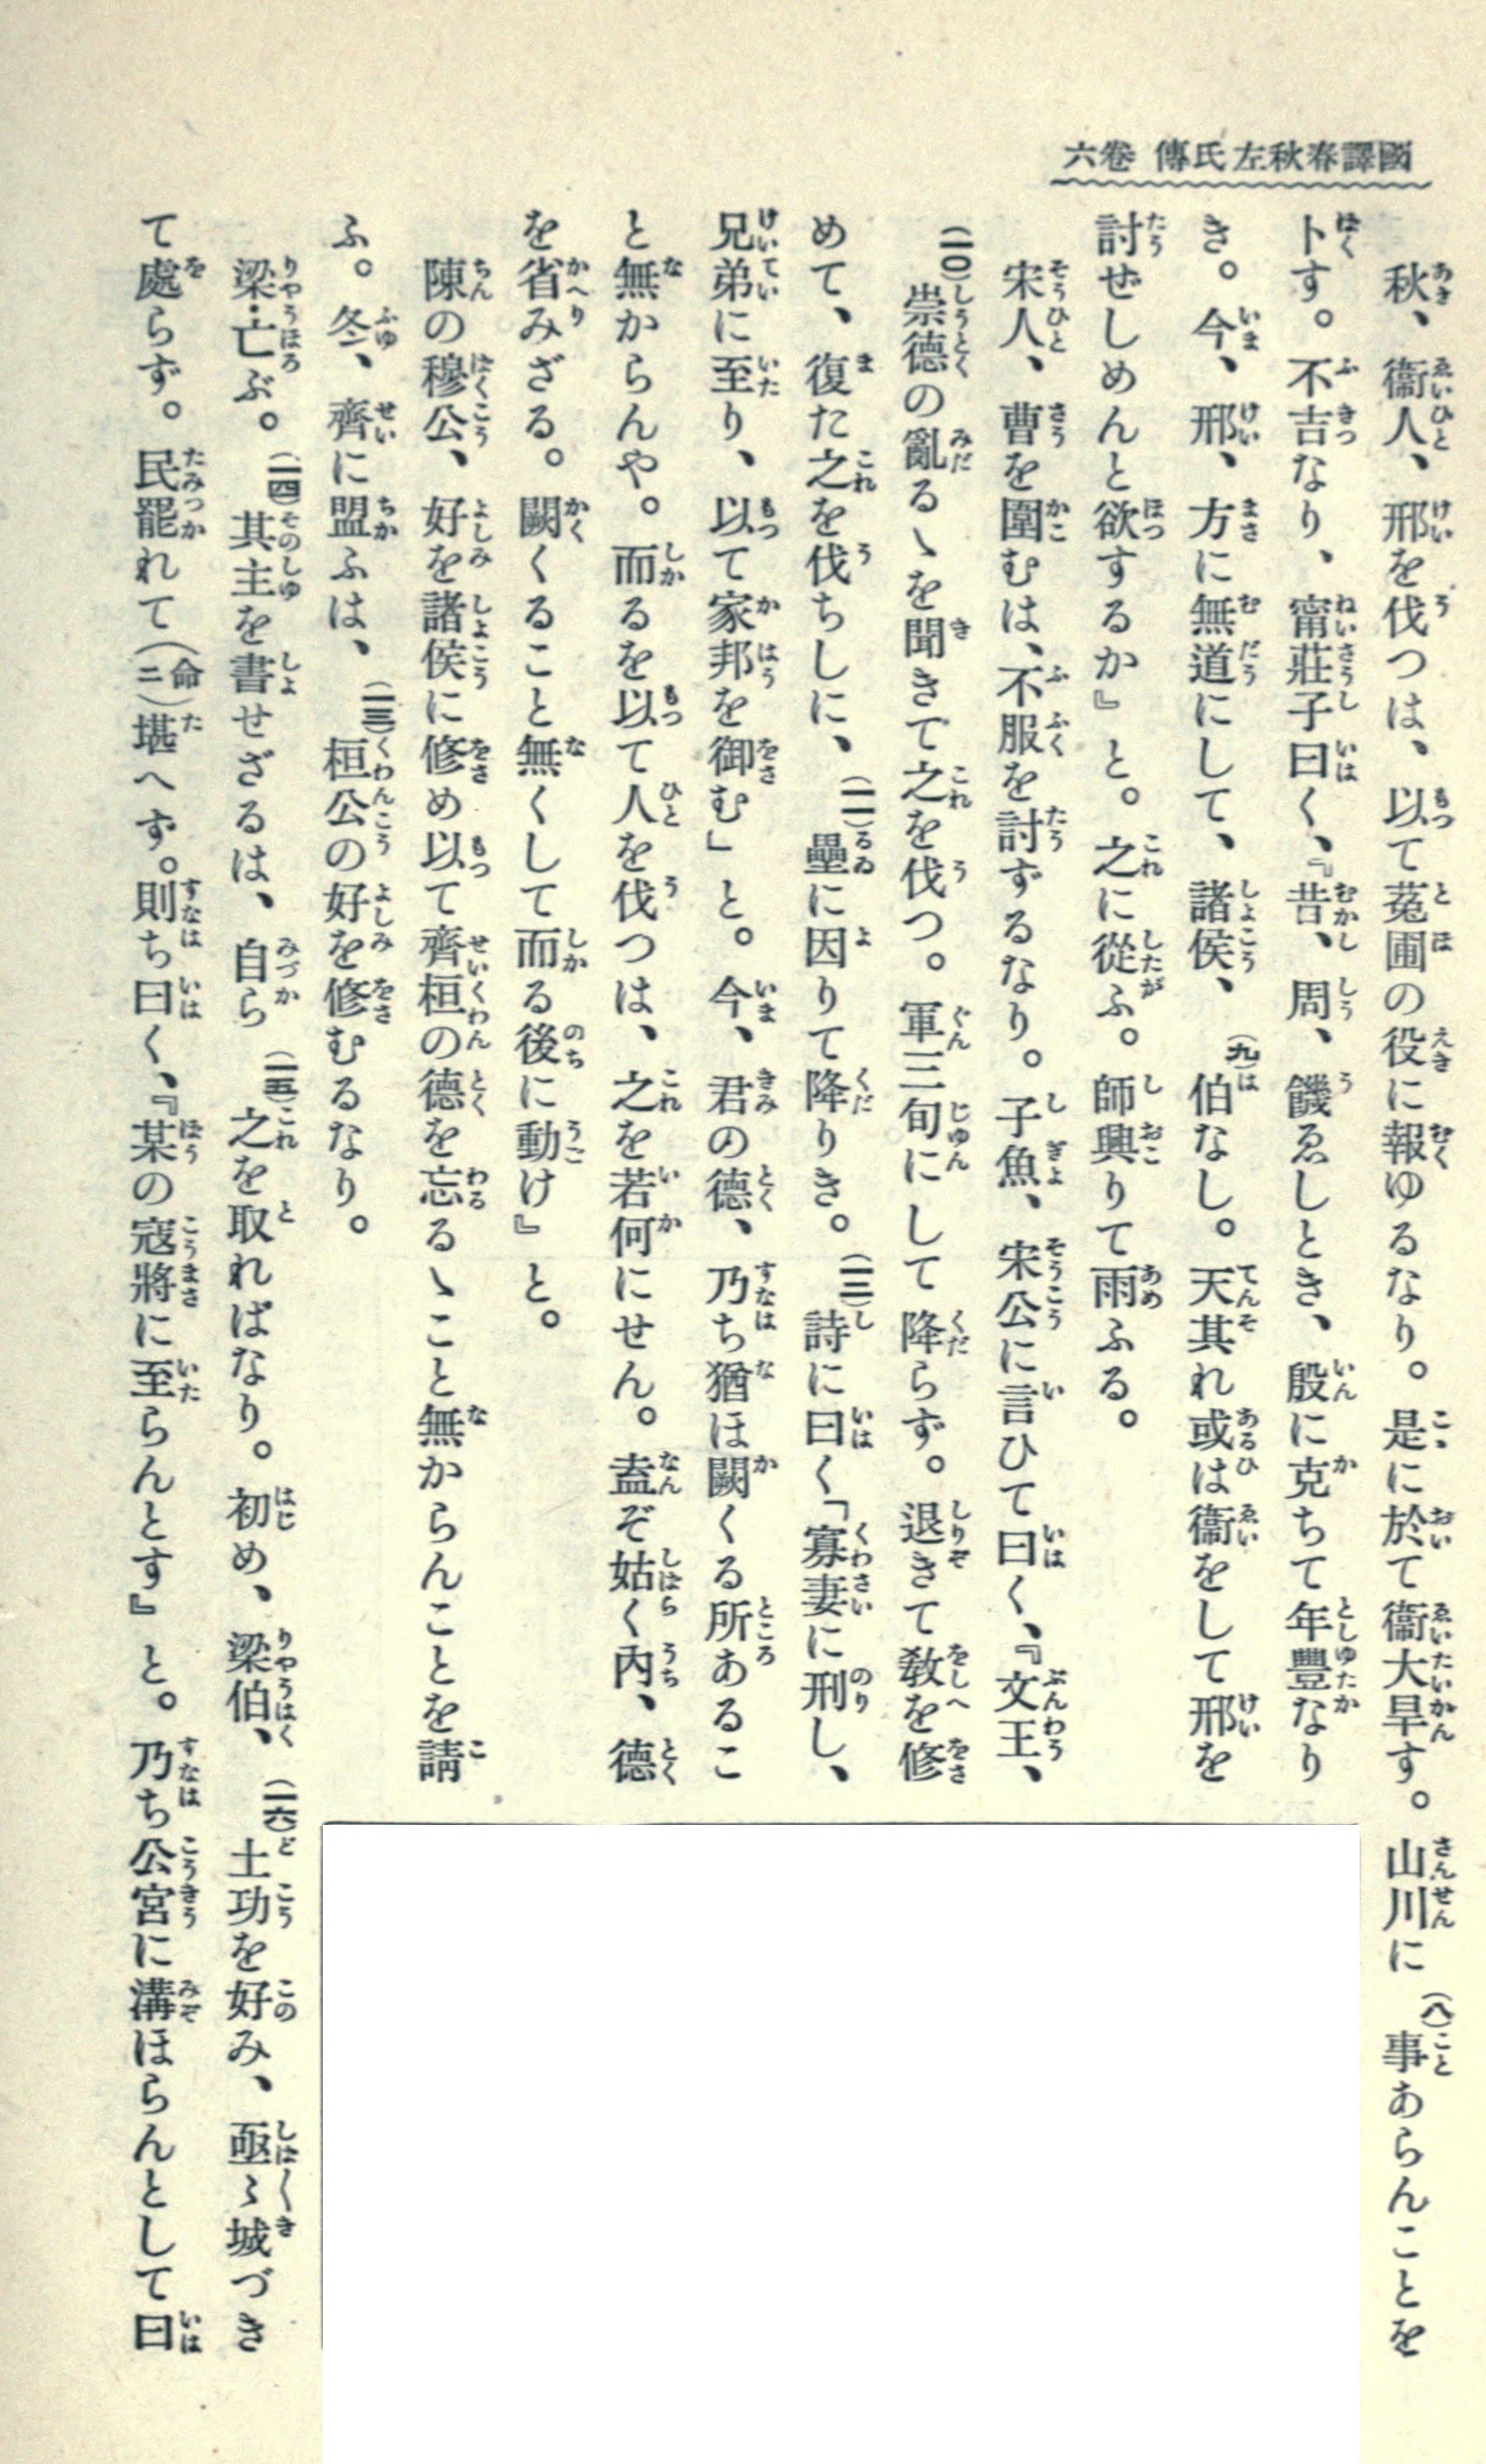 國譯春秋左氏傳 卷六
秋、衞人、邢を伐つは、以て菟圃の役に報ゆるなり。是に於て衞大旱す。山川に(八)事あらんことを
卜す。不吉なり、甯莊子曰く、『昔、周、饑ゑしとき、殷に克ちて年豐なり
き。今、邢、方に無道にして、諸侯、(九)伯なし。天其れ或は衞をして邢を
討ぜしめんと欲するか』と。之に從ふ。師興りて雨ふる。
宋人、曹を圍むは、不服を討ずるなり。子魚、宋公に言ひて曰く、『文王、
(一〇)崇德の亂るゝを聞きて之を伐つ。軍三旬にして降らず。退きて敎を修
めて、復た之を伐ちしに、(一一)壘に因りて降りき。(一二)詩に曰く「寡妻に刑し、
兄弟に至り、以て家邦を御む」と。今、君の德、乃ち猶ほ闕くる所あるこ
と無からんや。而るを以て人を伐つは、之を若何にせん。盍ぞ姑く內、德
を省みざる。闕くること無くして而る後に動け』と。
陳の穆公、好を諸侯に修め以て齊桓の德を忘るゝこと無からんことを請
ふ。冬、齊に盟ふは、(一三)桓公の好を修むるなり。
梁・亡ぶ。(一四)其主を書せざるは、自ら(一五)之を取ればなり。初め、梁伯、(一六)土功を好み、亟〻城づき
て處らず。民罷れて(命ニ)堪へず。則ち曰く、『某の寇將に至らんとす』と。乃ち公宮に溝ほらんとして曰